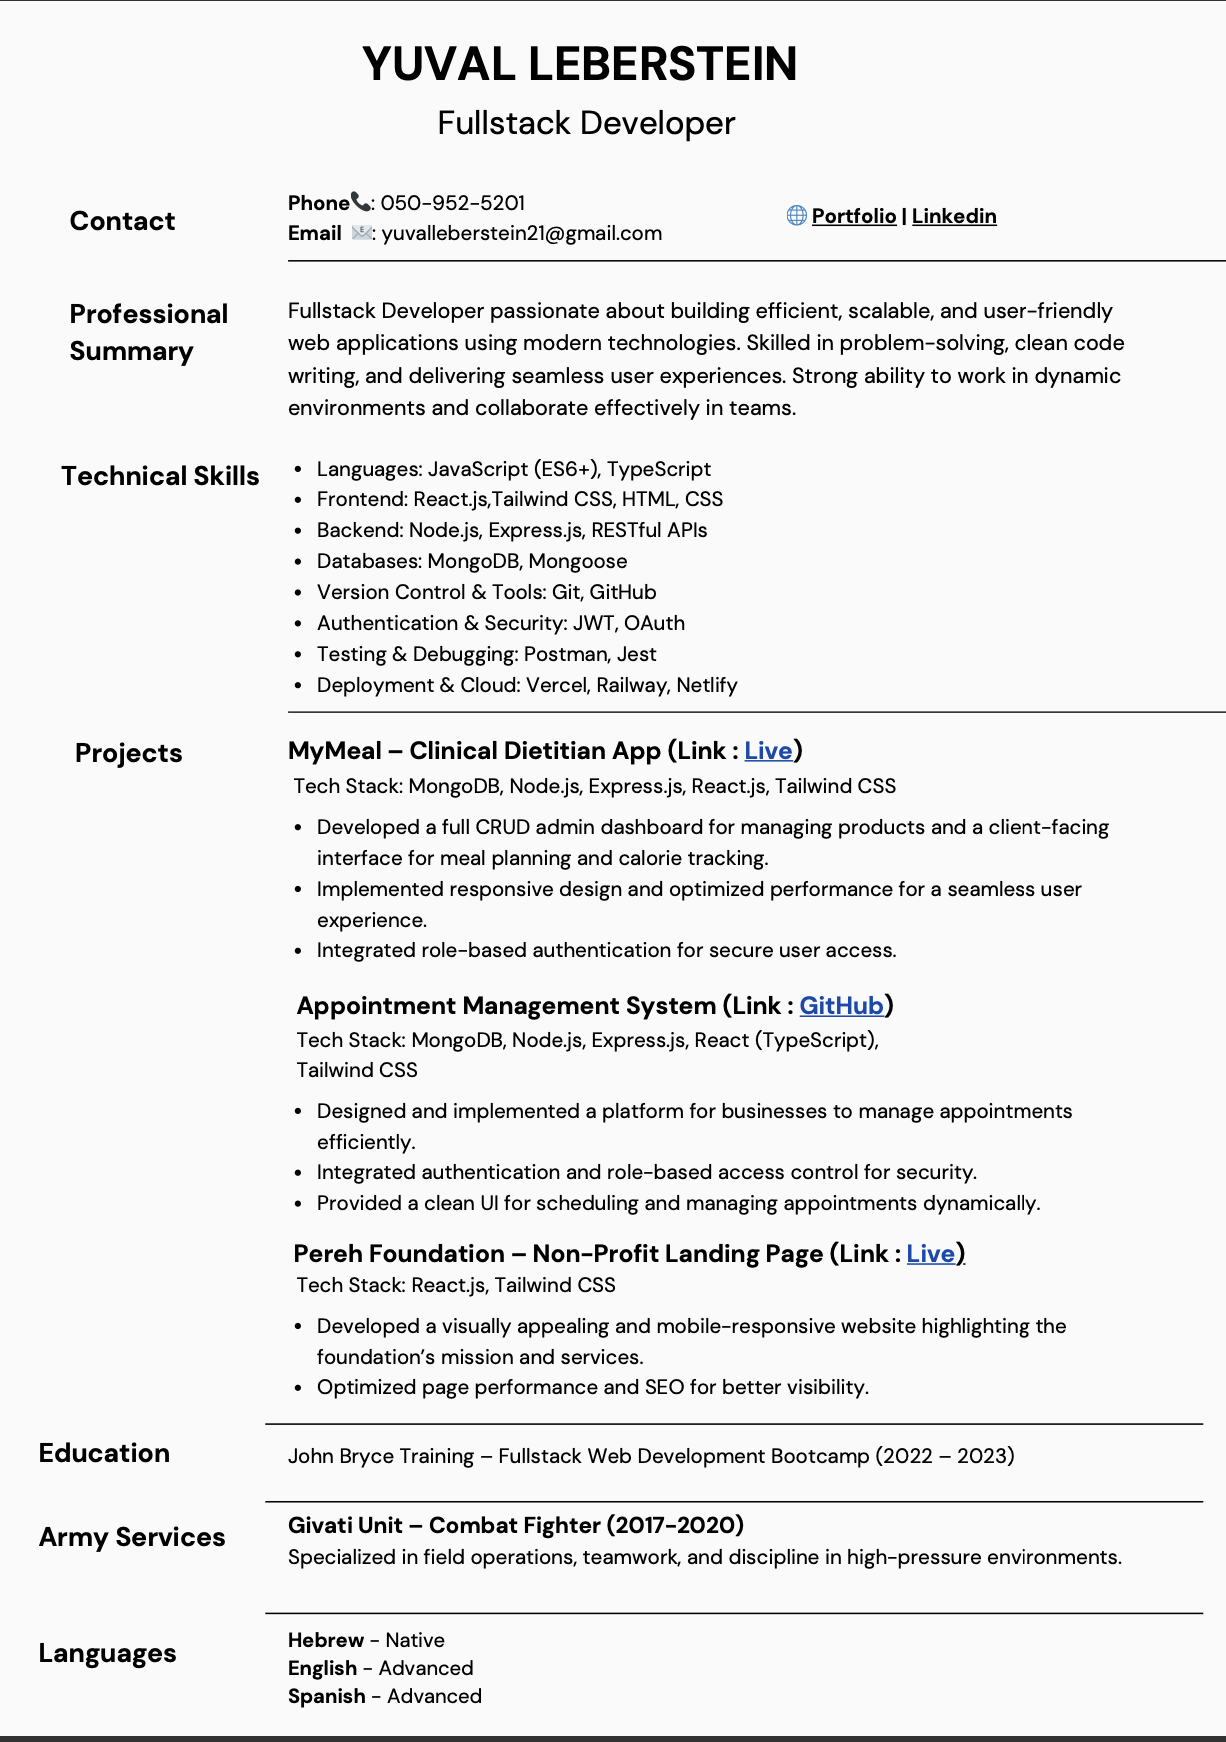 YUVAL LEBERSTEIN
Fullstack Developer
Contact
Phone📞: 050-952-5201
Email 📧: yuvalleberstein21@gmail.com
🌐 Portfolio | Linkedin
Professional
Summary
Fullstack Developer passionate about building efficient, scalable, and user-friendly
web applications using modern technologies. Skilled in problem-solving, clean code
writing, and delivering seamless user experiences. Strong ability to work in dynamic
environments and collaborate effectively in teams.
Technical Skills
• Languages: JavaScript (ES6+), TypeScript
• Frontend: React.js,Tailwind CSS, HTML, CSS
• Backend: Node.js, Express.js, RESTful APIs
• Databases: MongoDB, Mongoose
• Version Control & Tools: Git, GitHub
• Authentication & Security: JWT, OAuth
• Testing & Debugging: Postman, Jest
• Deployment & Cloud: Vercel, Railway, Netlify
Projects
MyMeal – Clinical Dietitian App (Link : Live)
Tech Stack: MongoDB, Node.js, Express.js, React.js, Tailwind CSS
• Developed a full CRUD admin dashboard for managing products and a client-facing
interface for meal planning and calorie tracking.
• Implemented responsive design and optimized performance for a seamless user
experience.
• Integrated role-based authentication for secure user access.
Appointment Management System (Link : GitHub)
Tech Stack: MongoDB, Node.js, Express.js, React (TypeScript),
Tailwind CSS
• Designed and implemented a platform for businesses to manage appointments
efficiently.
• Integrated authentication and role-based access control for security.
• Provided a clean UI for scheduling and managing appointments dynamically.
Pereh Foundation – Non-Profit Landing Page (Link : Live)
Tech Stack: React.js, Tailwind CSS
• Developed a visually appealing and mobile-responsive website highlighting the
foundation’s mission and services.
• Optimized page performance and SEO for better visibility.
Education
John Bryce Training – Fullstack Web Development Bootcamp (2022 – 2023)
Army Services
Givati Unit – Combat Fighter (2017-2020)
Specialized in field operations, teamwork, and discipline in high-pressure environments.
Languages
Hebrew - Native
English - Advanced
Spanish - Advanced